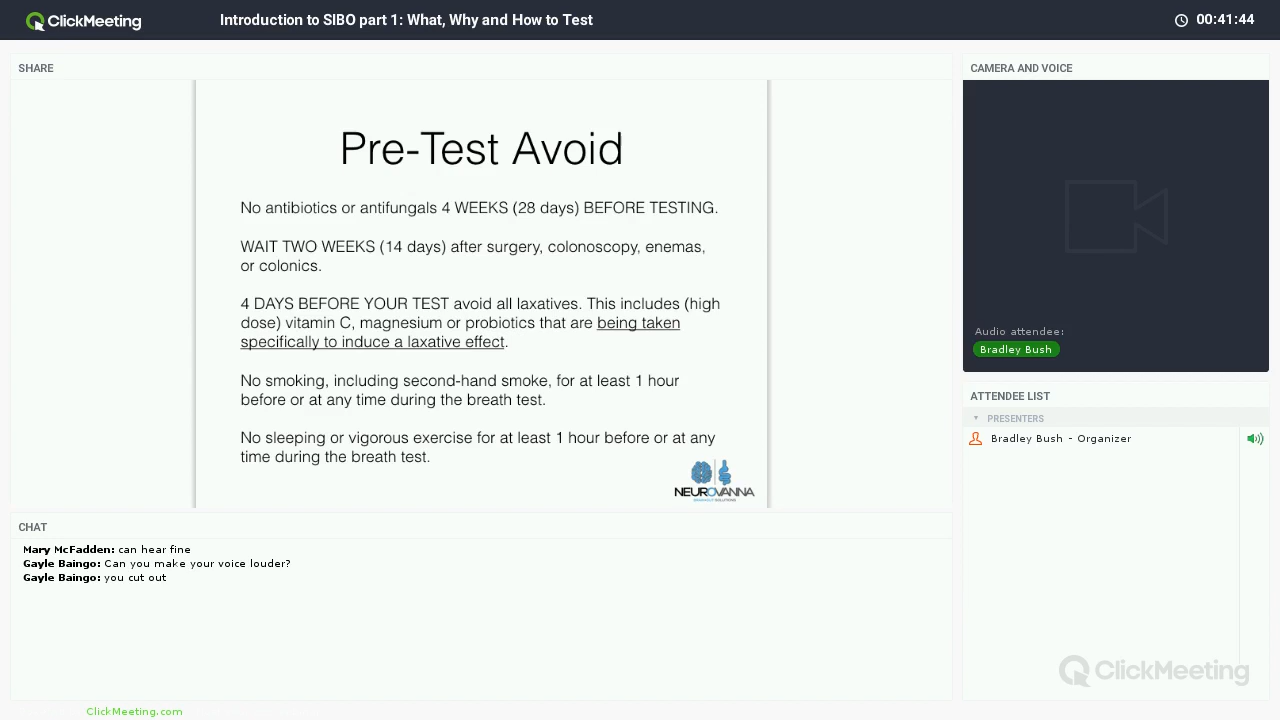 ClickMeeting
Introduction to SIBO part 1: What, Why and How to Test
00:41:44
SHARE
Pre-Test Avoid
No antibiotics or antifungals 4 WEEKS (28 days) BEFORE TESTING.
WAIT TWO WEEKS (14 days) after surgery, colonoscopy, enemas,
or colonics.
4 DAYS BEFORE YOUR TEST avoid all laxatives. This includes (high
dose) vitamin C, magnesium or probiotics that are being taken
specifically to induce a laxative effect.
No smoking, including second-hand smoke, for at least 1 hour
before or at any time during the breath test.
No sleeping or vigorous exercise for at least 1 hour before or at any
time during the breath test.
NEUROVANNA
CHAT
Mary McFadden: can hear fine
Gayle Baingo: Can you make your voice louder?
Gayle Baingo: you cut out
CAMERA AND VOICE
Audio attendee:
Bradley Bush
ATTENDEE LIST
PRESENTERS
Bradley Bush - Organizer
ClickMeeting
ClickMeeting.com